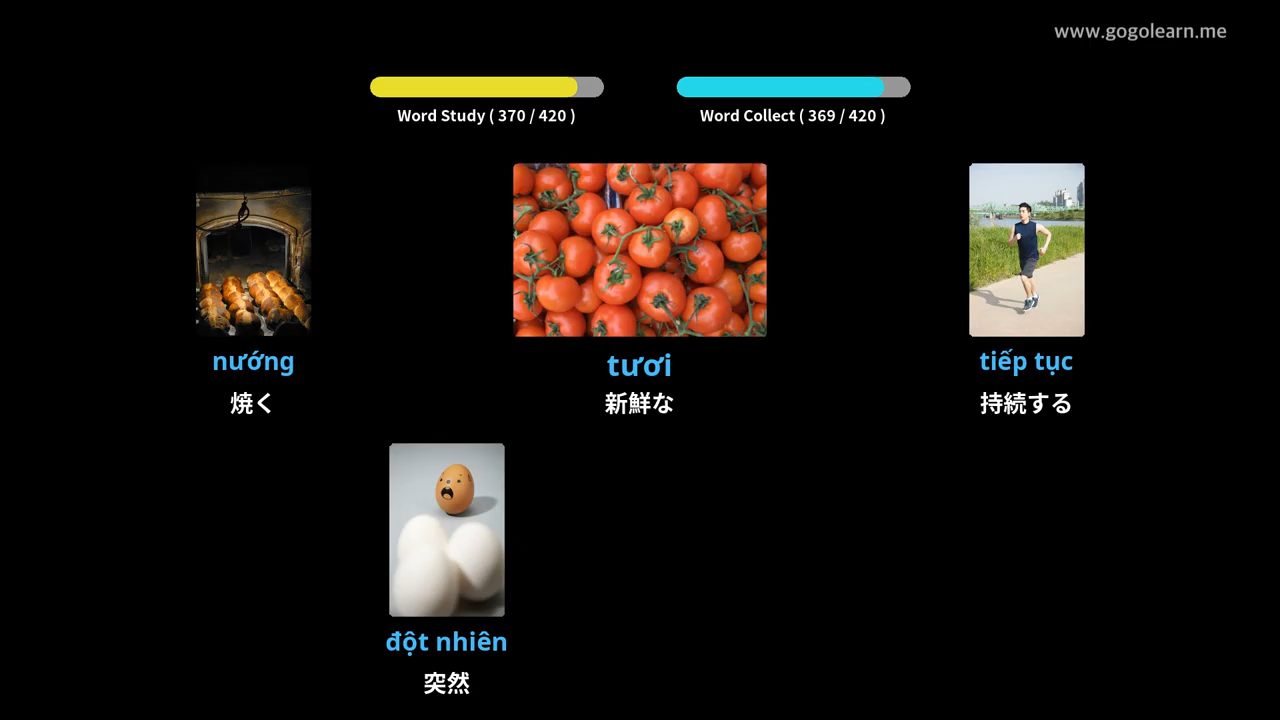 www.gogolearn.me
Word Study ( 370 / 420 )
Word Collect ( 369 / 420 )
nướng
焼く
tươi
新鮮な
tiếp tục
持続する
đột nhiên
突然